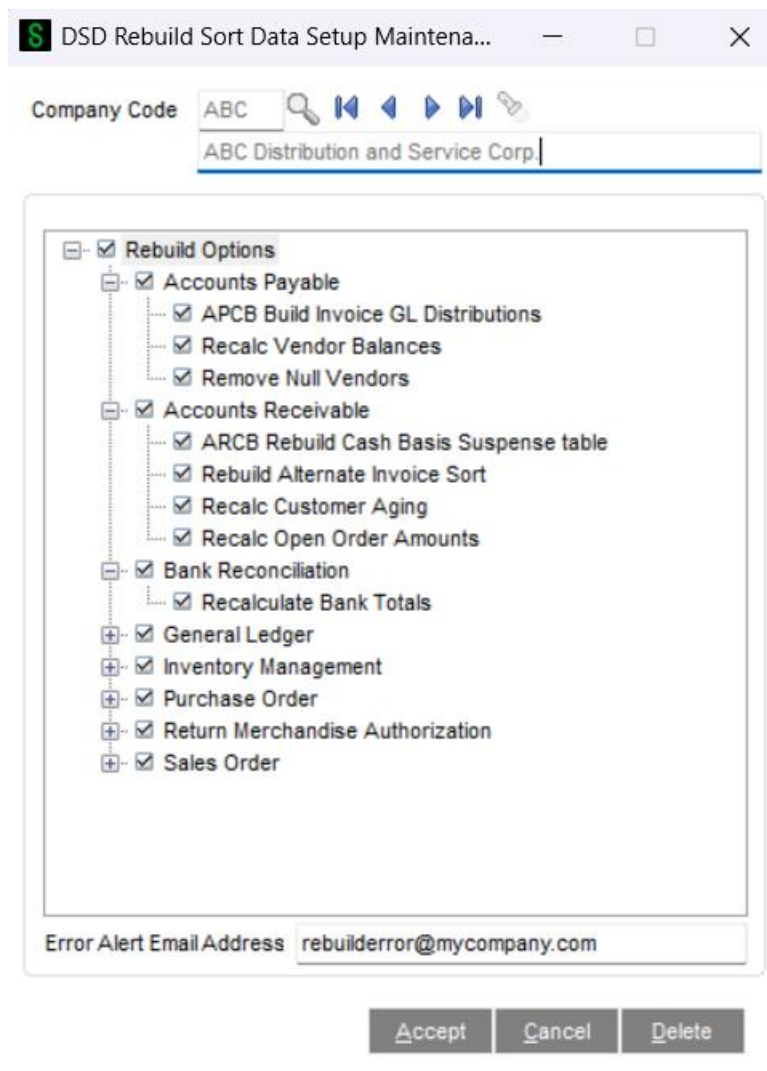 S DSD Rebuild Sort Data Setup Maintena...
Company Code ABC
ABC Distribution and Service Corp.
Rebuild Options
Accounts Payable
APCB Build Invoice GL Distributions
Recalc Vendor Balances
Remove Null Vendors
Accounts Receivable
ARCB Rebuild Cash Basis Suspense table
Rebuild Alternate Invoice Sort
Recalc Customer Aging
Recalc Open Order Amounts
Bank Reconciliation
Recalculate Bank Totals
General Ledger
Inventory Management
Purchase Order
Return Merchandise Authorization
Sales Order
Error Alert Email Address rebuilderror@mycompany.com
Accept Cancel Delete